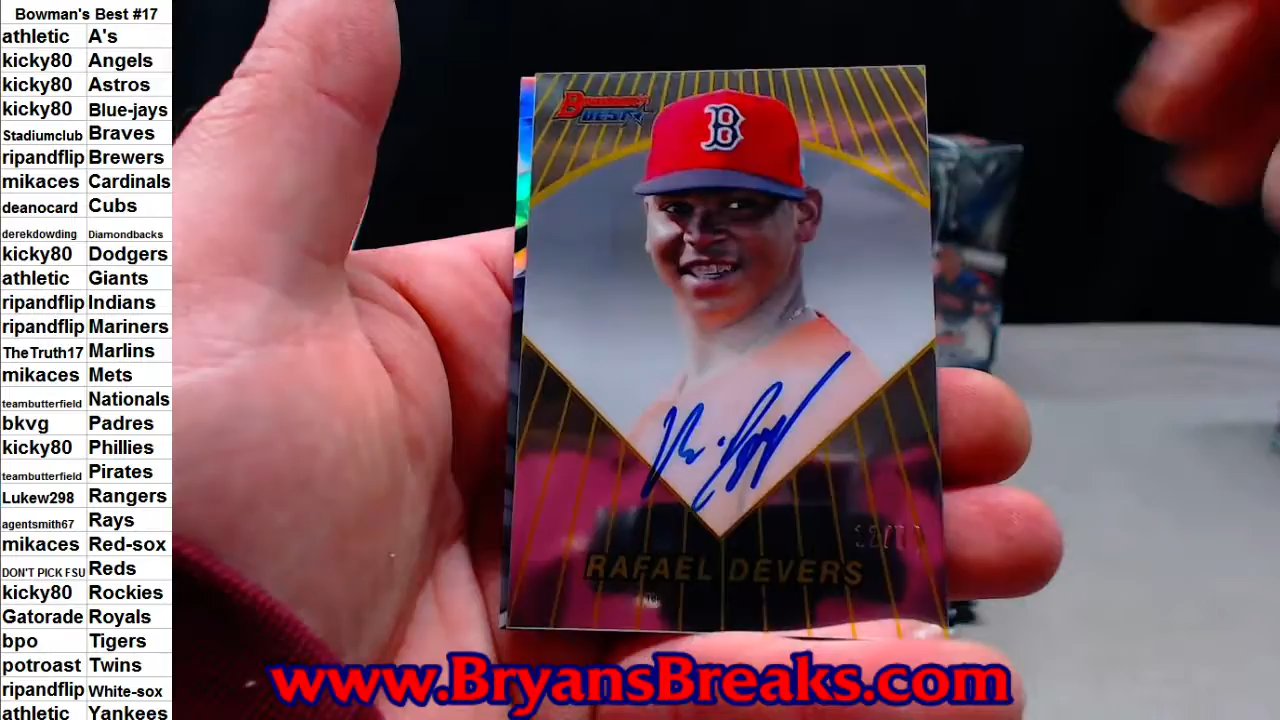 Bowman's Best #17
athletic A's
kicky80 Angels
kicky80 Astros
kicky80 Blue-jays
Stadiumclub Braves
ripandflip Brewers
mikaces Cardinals
deanocard Cubs
derekdowding Diamondbacks
kicky80 Dodgers
athletic Giants
ripandflip Indians
ripandflip Mariners
TheTruth17 Marlins
mikaces Mets
teambutterfield Nationals
bkvg Padres
kicky80 Phillies
teambutterfield Pirates
Lukew298 Rangers
agentsmith67 Rays
mikaces Red-sox
DON'T PICK FSU Reds
kicky80 Rockies
Gatorade Royals
bpo Tigers
potroast Twins
ripandflip White-sox
athletic Yankees
Bowman's
BEST
B
RAFAEL DEVERS
www.BryansBreaks.com